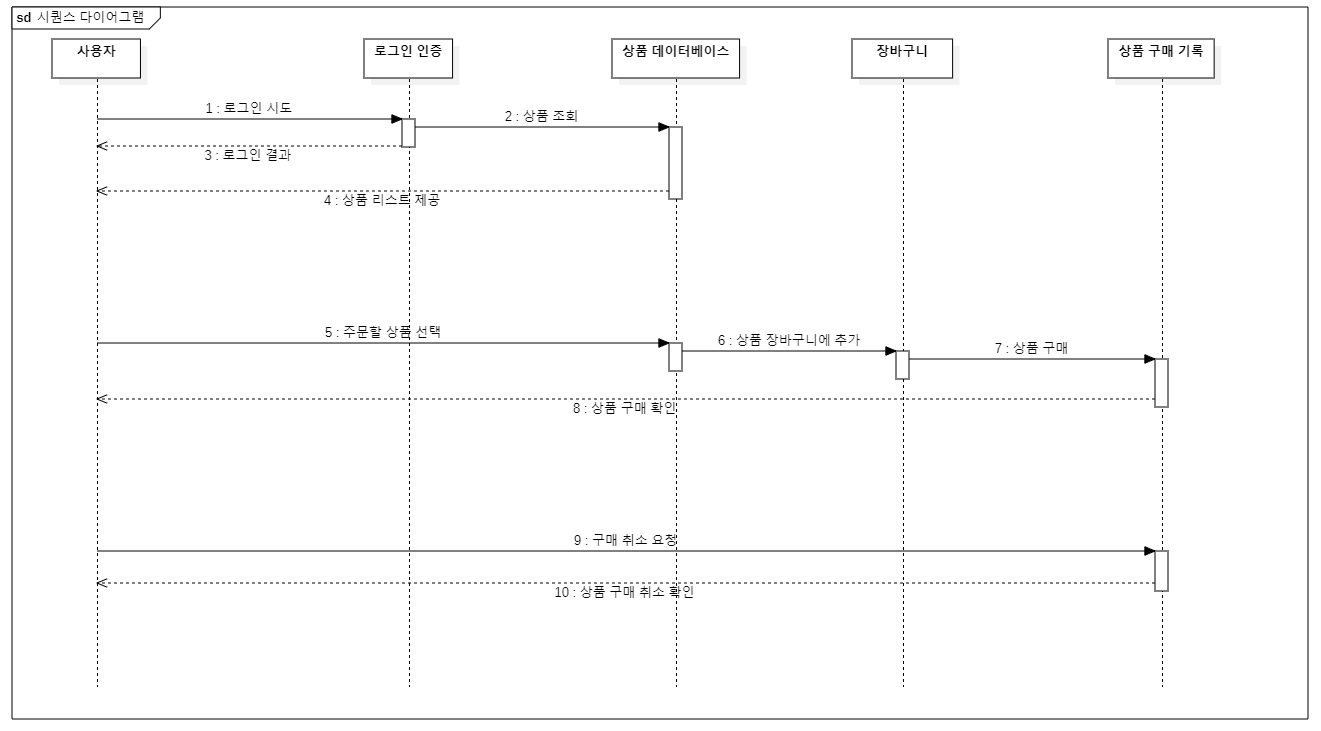 sd 시퀀스 다이어그램
사용자
로그인 인증
상품 데이터베이스
장바구니
상품 구매 기록
1 : 로그인 시도
2 : 상품 조회
3 : 로그인 결과
4 : 상품 리스트 제공
5 : 주문할 상품 선택
6 : 상품 장바구니에 추가
7 : 상품 구매
8 : 상품 구매 확인
9 : 구매 취소 요청
10 : 상품 구매 취소 확인